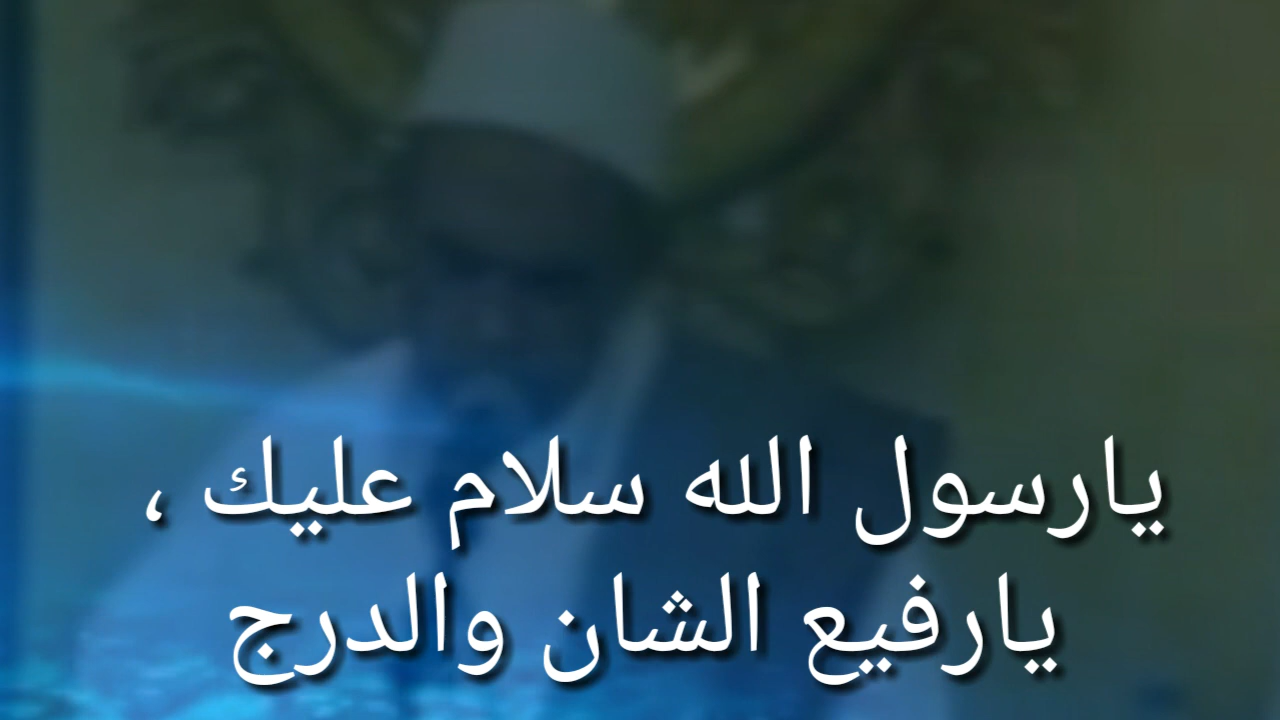 يارسول الله سلام عليك ،
يارفيع الشان والدرج